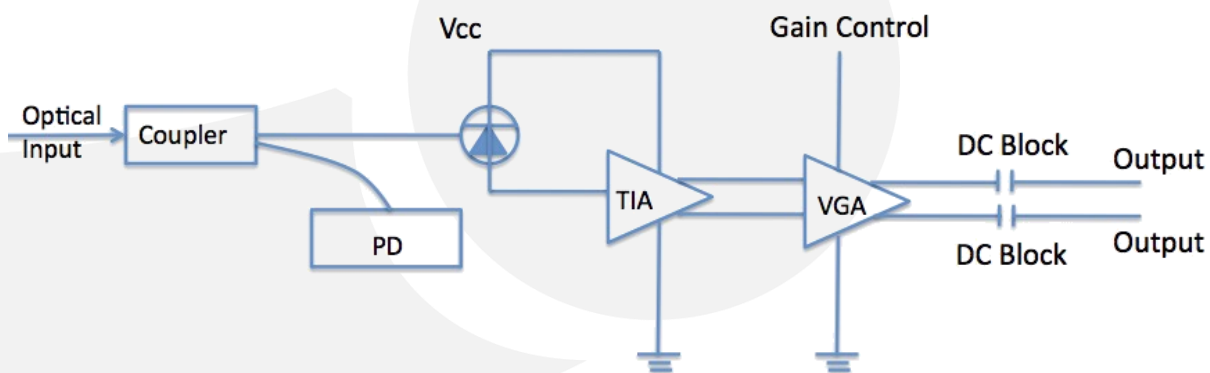 Vcc
Gain Control
Optical
Input
Coupler
PD
TIA
VGA
DC Block
Output
DC Block
Output